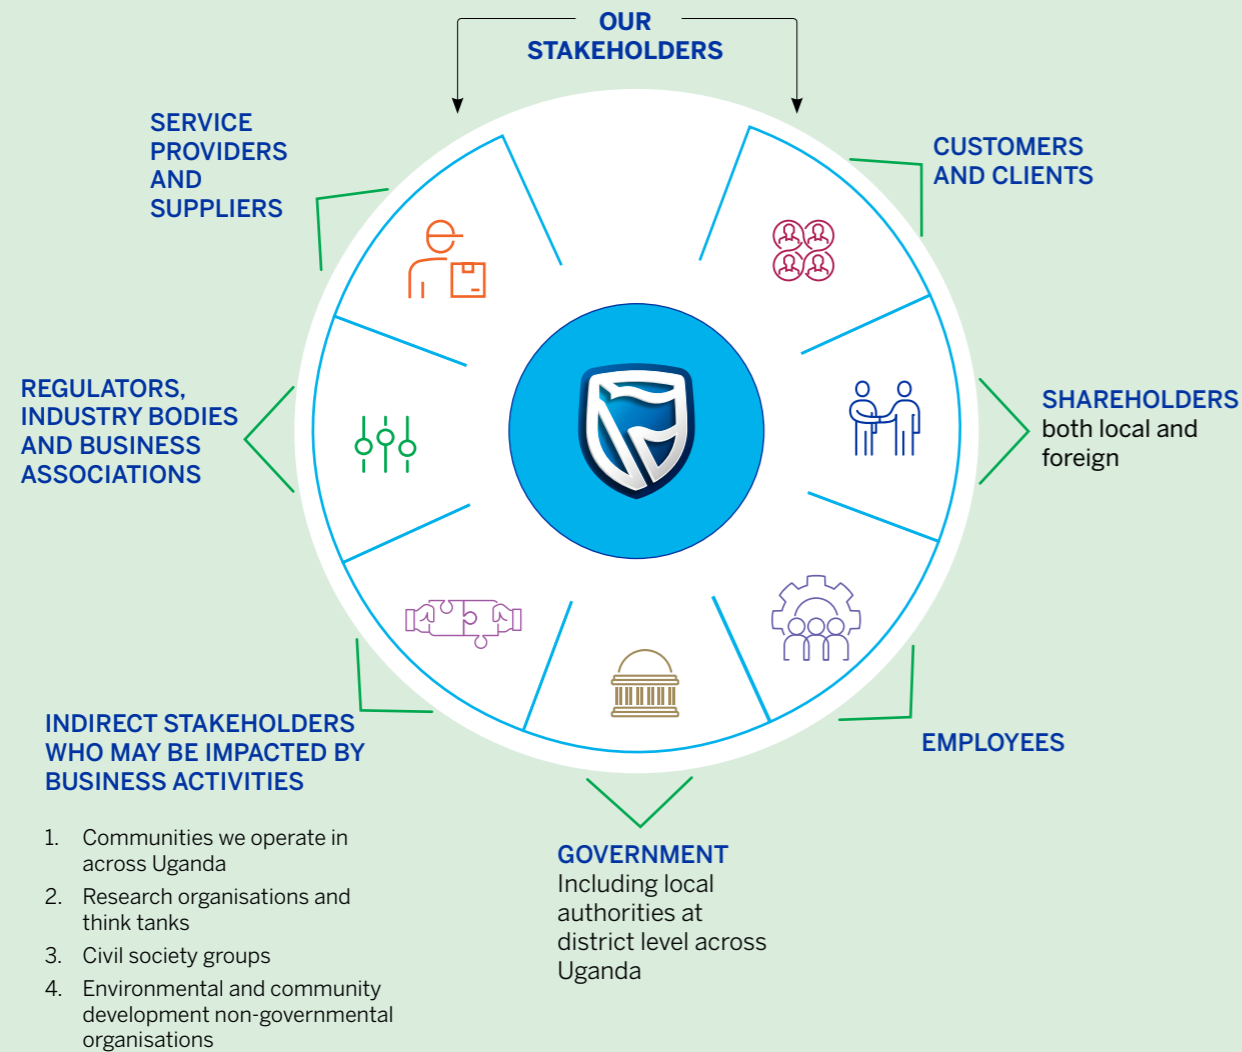 OUR
STAKEHOLDERS
SERVICE
PROVIDERS
AND
SUPPLIERS
CUSTOMERS
AND CLIENTS
REGULATORS,
INDUSTRY BODIES
AND BUSINESS
ASSOCIATIONS
SHAREHOLDERS
both local and
foreign
INDIRECT STAKEHOLDERS
WHO MAY BE IMPACTED BY
BUSINESS ACTIVITIES
1. Communities we operate in
across Uganda
2. Research organisations and
think tanks
3. Civil society groups
4. Environmental and community
development non-governmental
organisations
GOVERNMENT
Including local
authorities at
district level across
Uganda
EMPLOYEES